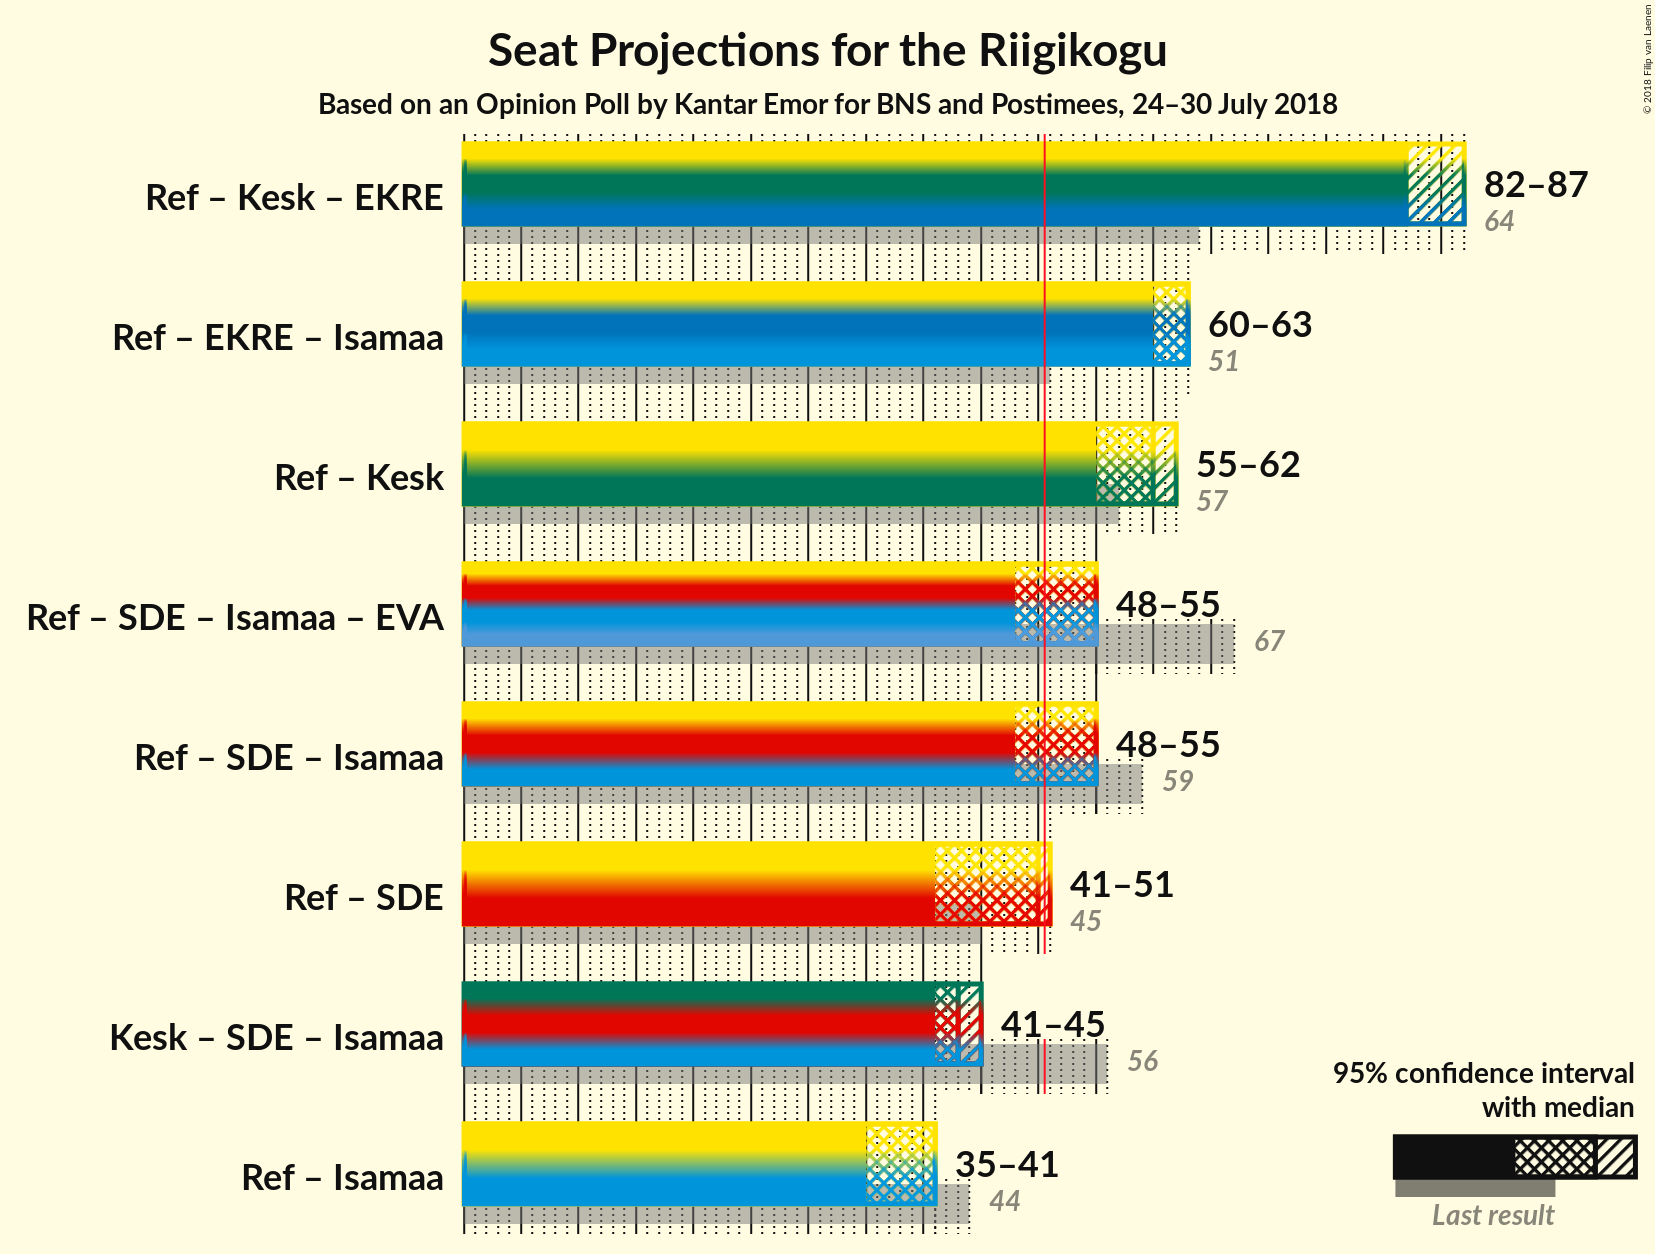 Seat Projections for the Riigikogu
Based on an Opinion Poll by Kantar Emor for BNS and Postimees, 24–30 July 2018
© 2018 Filip van Laenen
Ref – Kesk – EKRE
82–87
64
Ref – EKRE – Isamaa
60–63
51
Ref – Kesk
55–62
57
Ref – SDE – Isamaa – EVA
48–55
67
Ref – SDE – Isamaa
48–55
59
Ref – SDE
41–51
45
Kesk – SDE – Isamaa
41–45
56
Ref – Isamaa
35–41
44
95% confidence interval
with median
Last result